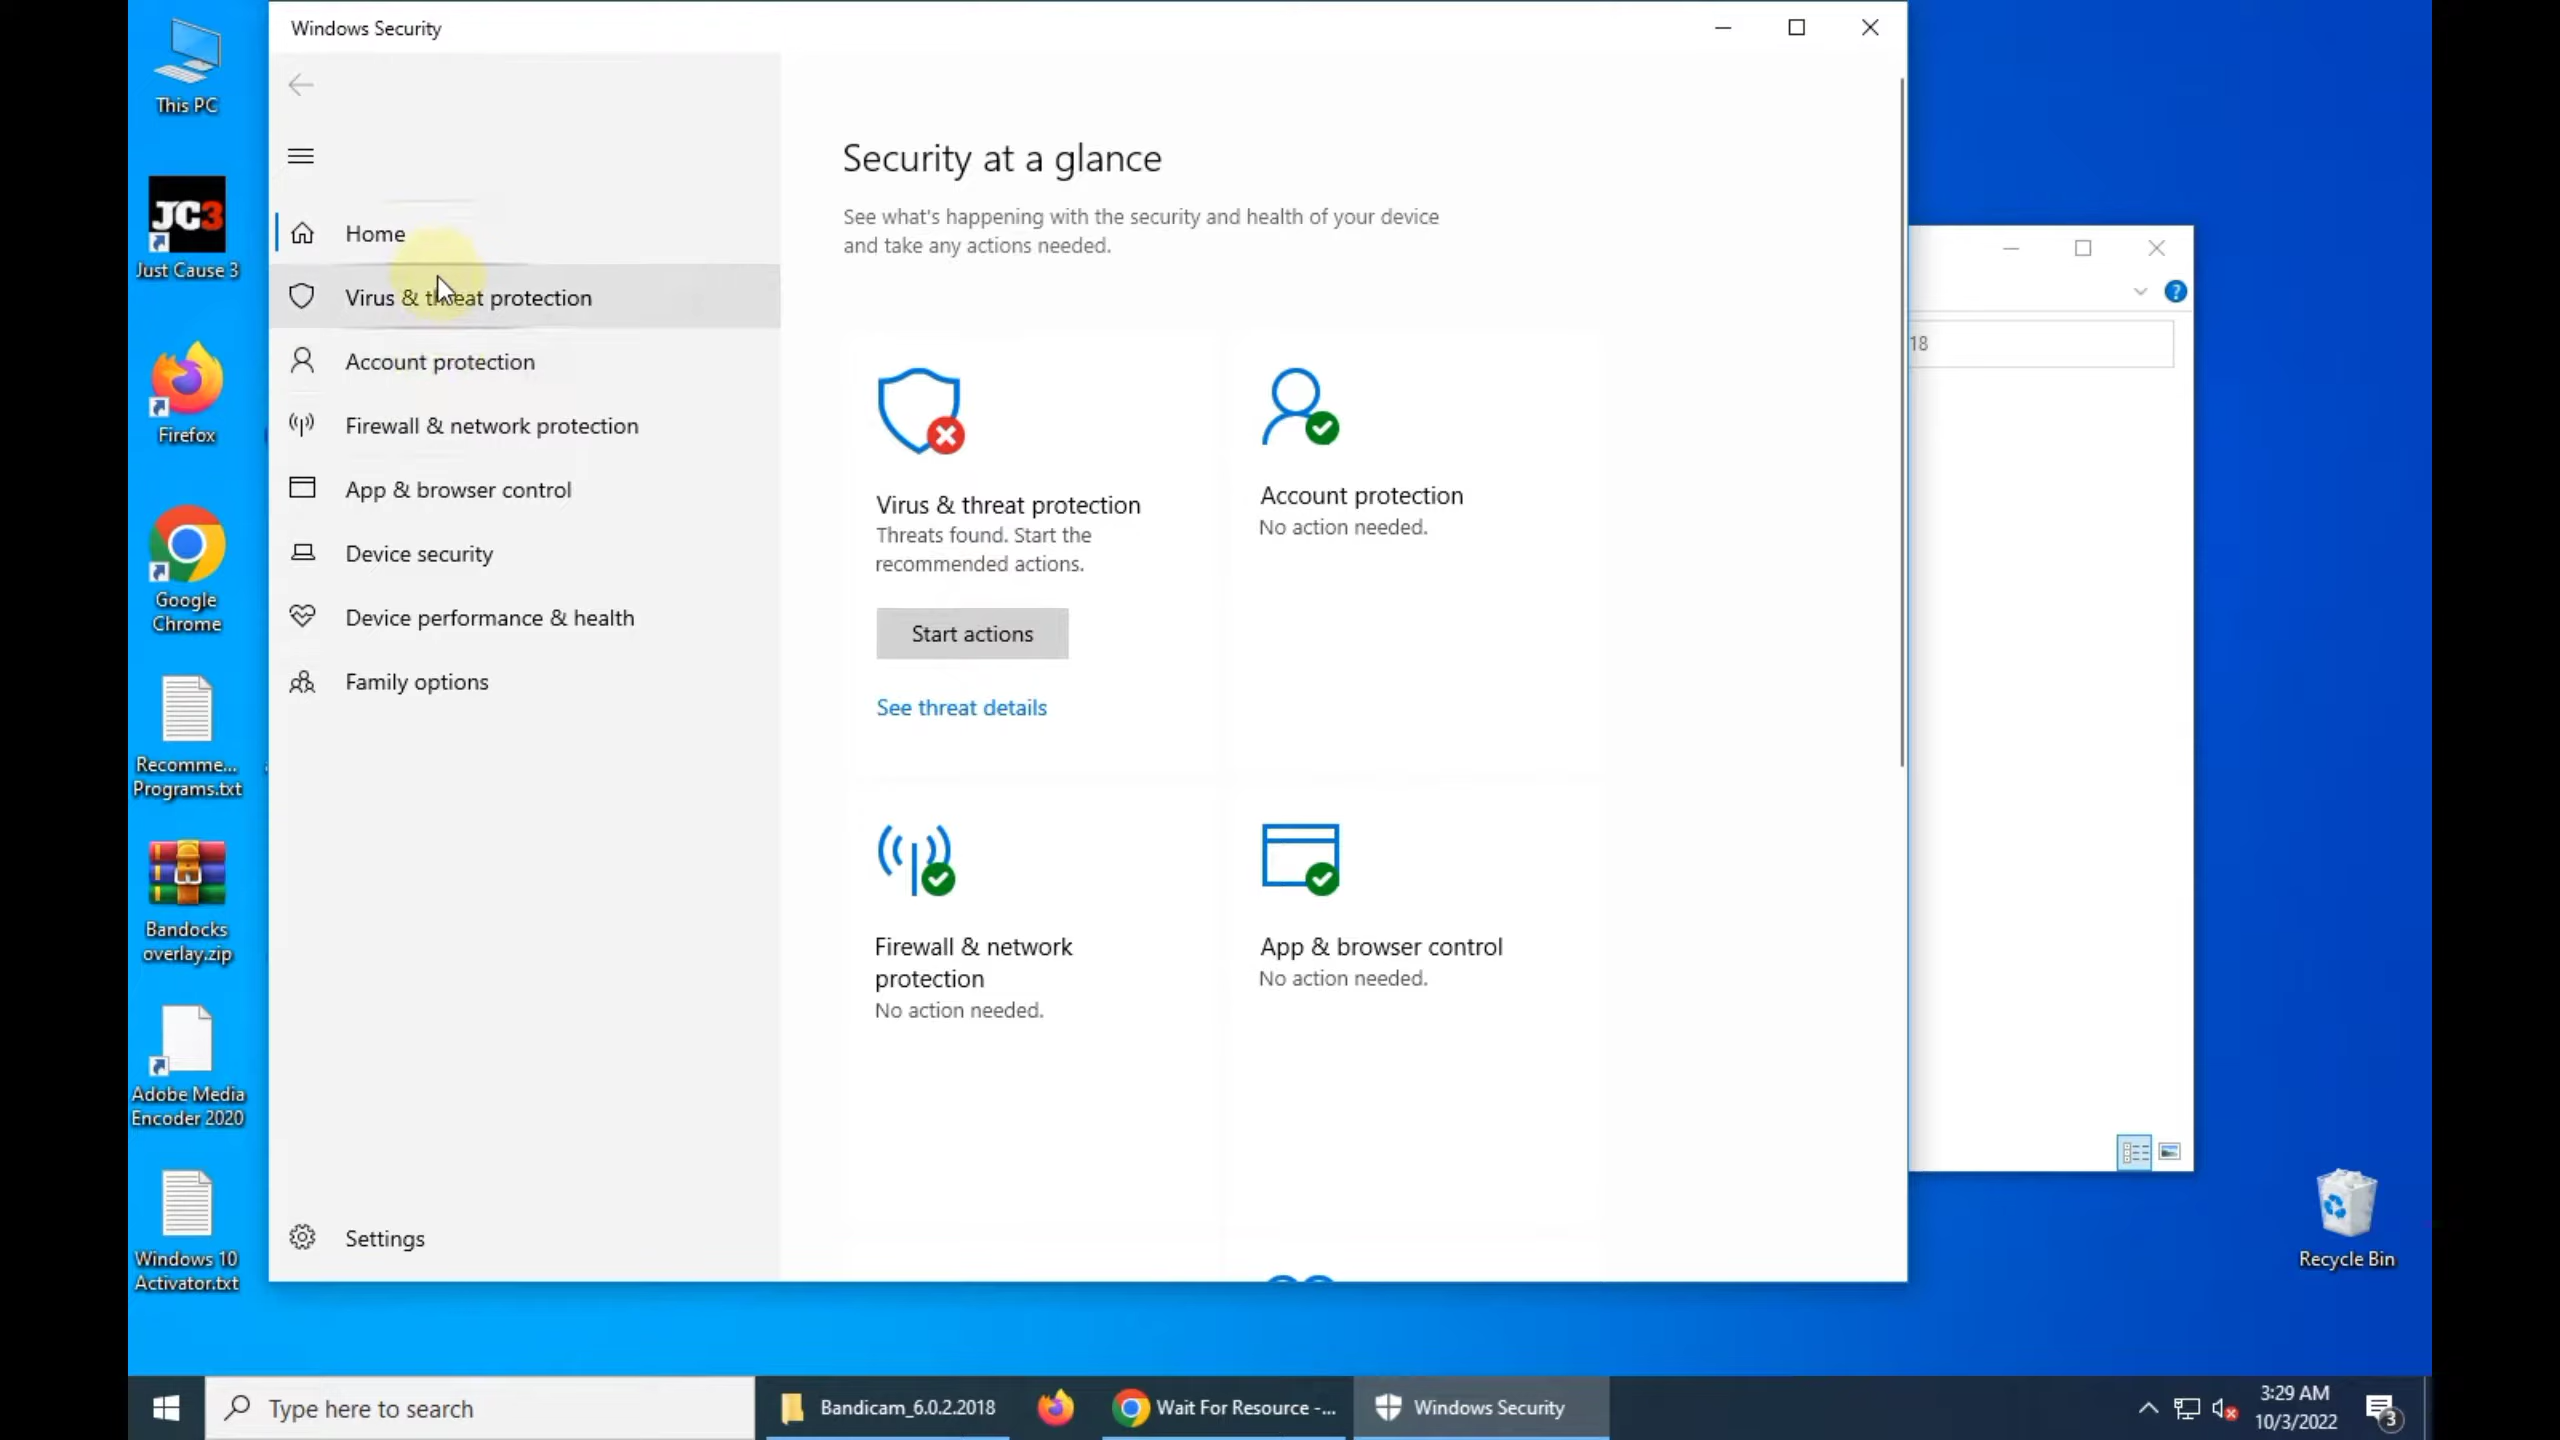 Windows Security
This PC
JC3
Just Cause 3
Firefox
Google
Chrome
Recomme...
Programs.txt
Bandocks
overlay.zip
Adobe Media
Encoder 2020
Windows 10
Activator.txt
Home
Virus & threat protection
Account protection
Firewall & network protection
App & browser control
Device security
Device performance & health
Family options
Settings
Security at a glance
See what's happening with the security and health of your device
and take any actions needed.
Virus & threat protection
Threats found. Start the
recommended actions.
Start actions
See threat details
Account protection
No action needed.
Firewall & network
protection
No action needed.
App & browser control
No action needed.
?
18
Recycle Bin
Type here to search
Bandicam_6.0.2.2018
Wait For Resource -...
Windows Security
3:29 AM
10/3/2022
3